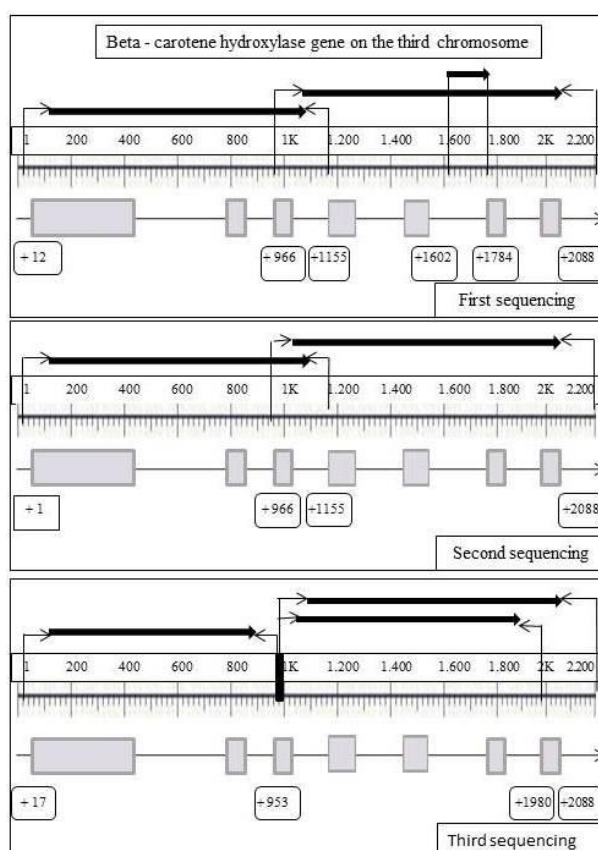 Beta - carotene hydroxylase gene on the third chromosome
1 200 400 600 800 1K 1.200 1.400 1.600 1.800 2K 2.200
+ 12 + 966 +1155 +1602 +1784 +2088
First sequencing
1 200 400 600 800 1K 1.200 1.400 1.600 1.800 2K 2.200
+ 1 +966 +1155 +2088
Second sequencing
1 200 400 600 800 1K 1.200 1.400 1.600 1.800 2K 2.200
+ 17 +953 +1980 +2088
Third sequencing